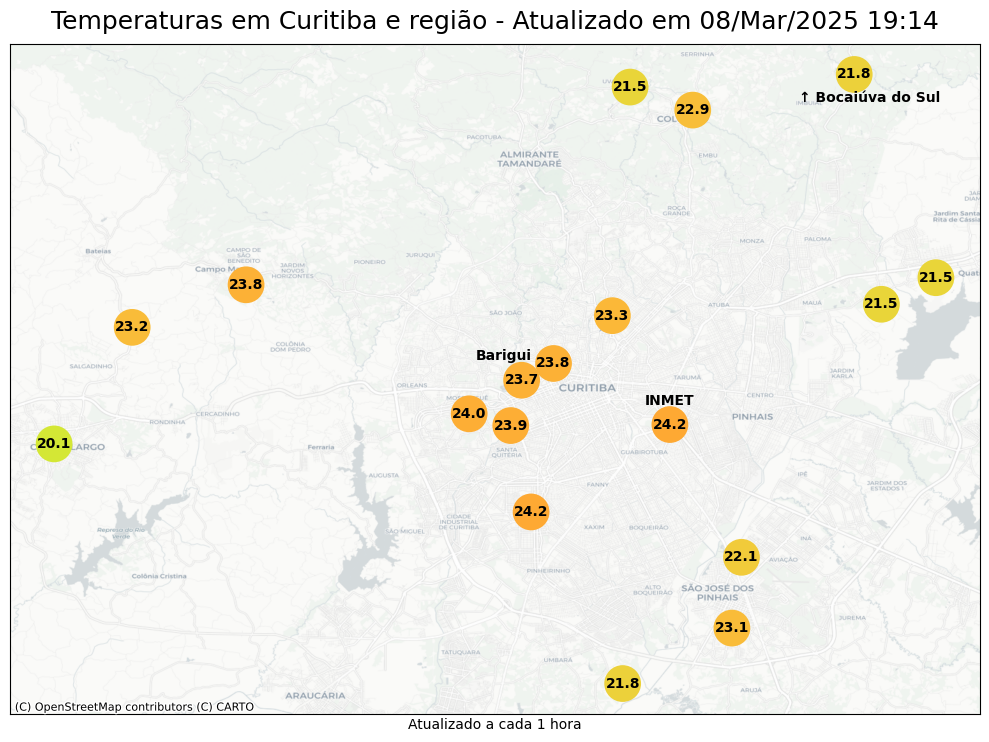 Temperaturas em Curitiba e região - Atualizado em 08/Mar/2025 19:14
SERRINHA
21.8
21.5
↑ Bocaiúva do Sul
22.9
PACOTUBA
ALMIRANTE
TAMANDARÉ
EMBU
ROÇA
GRANDE
Jardim Santa
Rita de Cássia
MONZA
PALOMA
Bateias
CAMPO DE
SÃO
BENEDITO
JURUQUI
PIONEIRO
JARDIM
NOVOS
HORIZONTES
21.5
23.8
ATUBA
MAUÁ
21.5
SÃO JOÃO
23.3
23.2
COLÔNIA
DOM PEDRO
Barigui
23.8
SALGADINHO
JARDIM
KARLA
23.7
TARUMÃ
ORLEANS
CURITIBA
CENTRO
INMET
24.0
CERCADINHO
PINHAIS
RONDINHA
23.9
24.2
20.1
Ferraria
SANTA
QUITÉRIA
GUABIROTUBA
AUGUSTA
IPÊ
FANNY
JARDIM DOS
ESTADOS I
24.2
CIDADE
INDUSTRIAL
DE CURITIBA
XAXIM
BOQUEIRÃO
SÃO MIGUEL
Represa do Rio
Verde
INÁ
22.1
AVIAÇÃO
PINHEIRINHO
Colônia Cristina
ALTO
BOQUEIRÃO
SÃO JOSÉ DOS
PINHAIS
JUREMA
23.1
TATUQUARA
UMBARÁ
21.8
ARUJÁ
ARAUCÁRIA
(C) OpenStreetMap contributors (C) CARTO
Atualizado a cada 1 hora